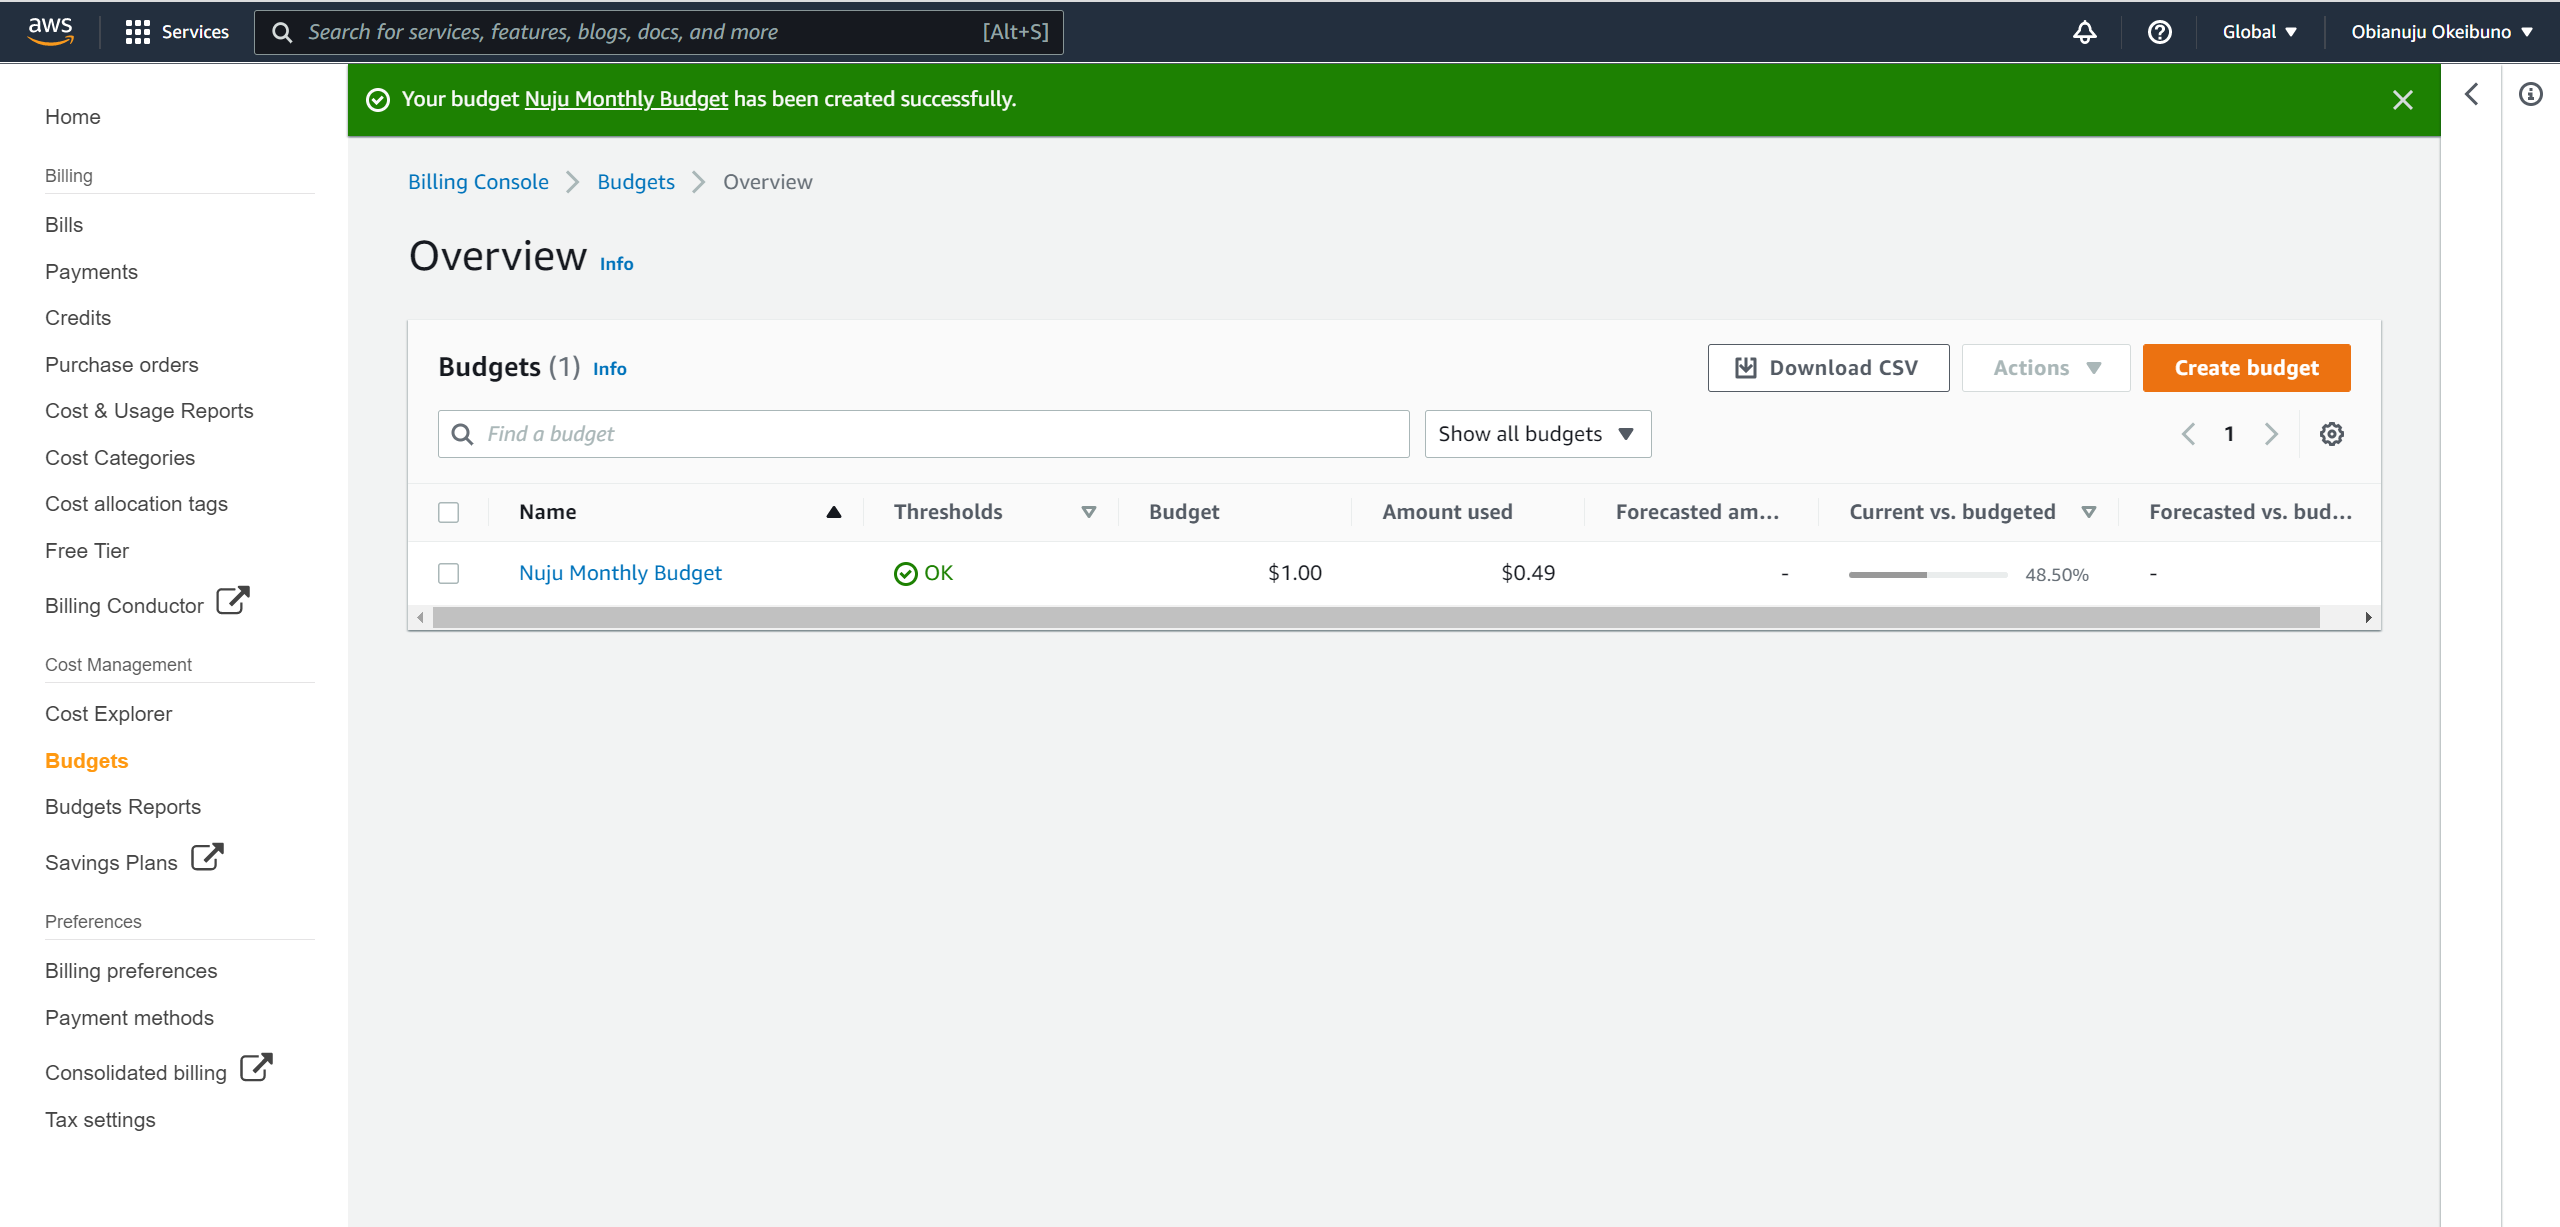 aws
Services
Search for services, features, blogs, docs, and more [Alt+S]
Global
Obianuju Okeibuno
Your budget Nuju Monthly Budget has been created successfully.
Home
Billing
Bills
Payments
Credits
Purchase orders
Cost & Usage Reports
Cost Categories
Cost allocation tags
Free Tier
Billing Conductor
Cost Management
Cost Explorer
Budgets
Budgets Reports
Savings Plans
Preferences
Billing preferences
Payment methods
Consolidated billing
Tax settings
Billing Console Budgets Overview
Overview Info
Budgets (1) Info
Download CSV
Actions
Create budget
Find a budget
Show all budgets
1
Name Thresholds Budget Amount used Forecasted am... Current vs. budgeted Forecasted vs. bud...
Nuju Monthly Budget OK $1.00 $0.49 - 48.50% -